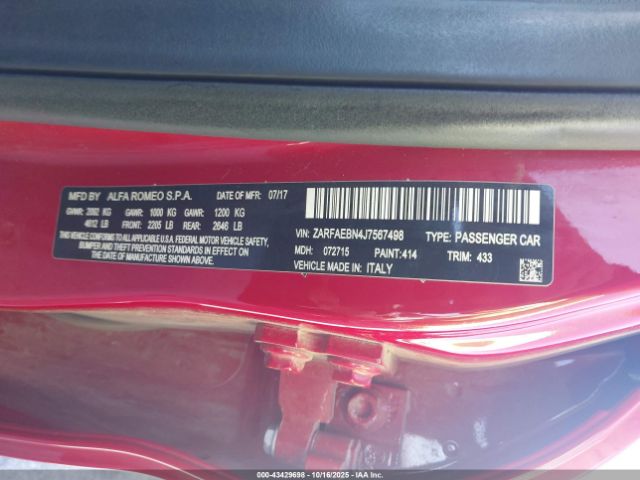 MFD BY ALFA ROMEO S.P.A. DATE OF MFR: 07/17
GVWR: 2092 KG GAWR: 1000 KG GAWR: 1200 KG
4612 LB FRONT: 2205 LB REAR: 2646 LB
THIS VEHICLE CONFORMS TO ALL APPLICABLE
U.S.A. FEDERAL MOTOR VEHICLE SAFETY,
BUMPER, AND THEFT PREVENTION STANDARDS IN
EFFECT ON THE DATE OF MANUFACTURE SHOWN ABOVE.
VIN: ZARFAEBN4J7567498 TYPE: PASSENGER CAR
MDH: 072715 PAINT: 414 TRIM: 433
VEHICLE MADE IN: ITALY
000-43429698 - 10/16/2025 - © IAA Holdings, LLC